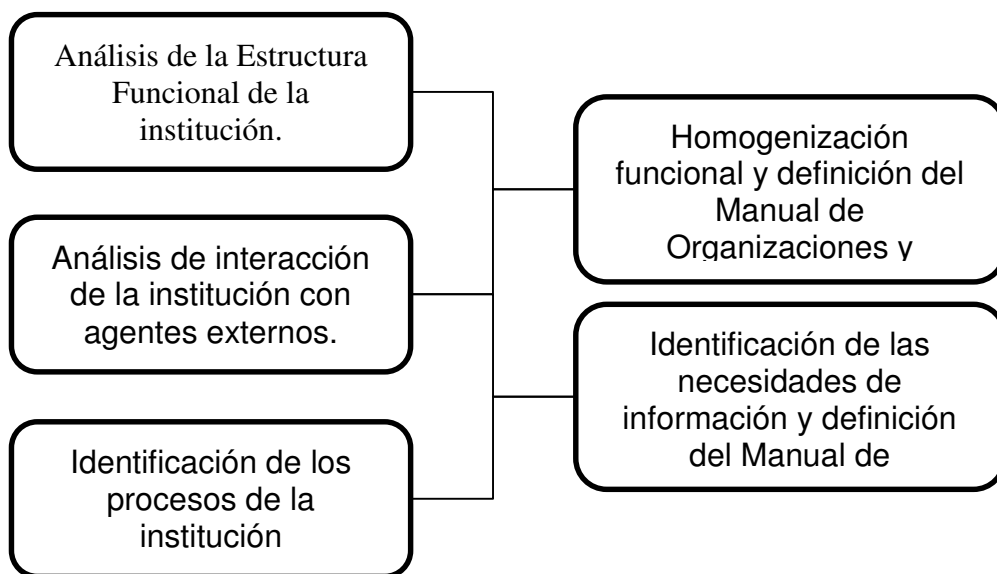 Análisis de la Estructura
Funcional de la
institución.
Análisis de interacción
de la institución con
agentes externos.
Identificación de los
procesos de la
institución
Homogenización
funcional y definición del
Manual de
Organizaciones y
Identificación de las
necesidades de
información y definición
del Manual de